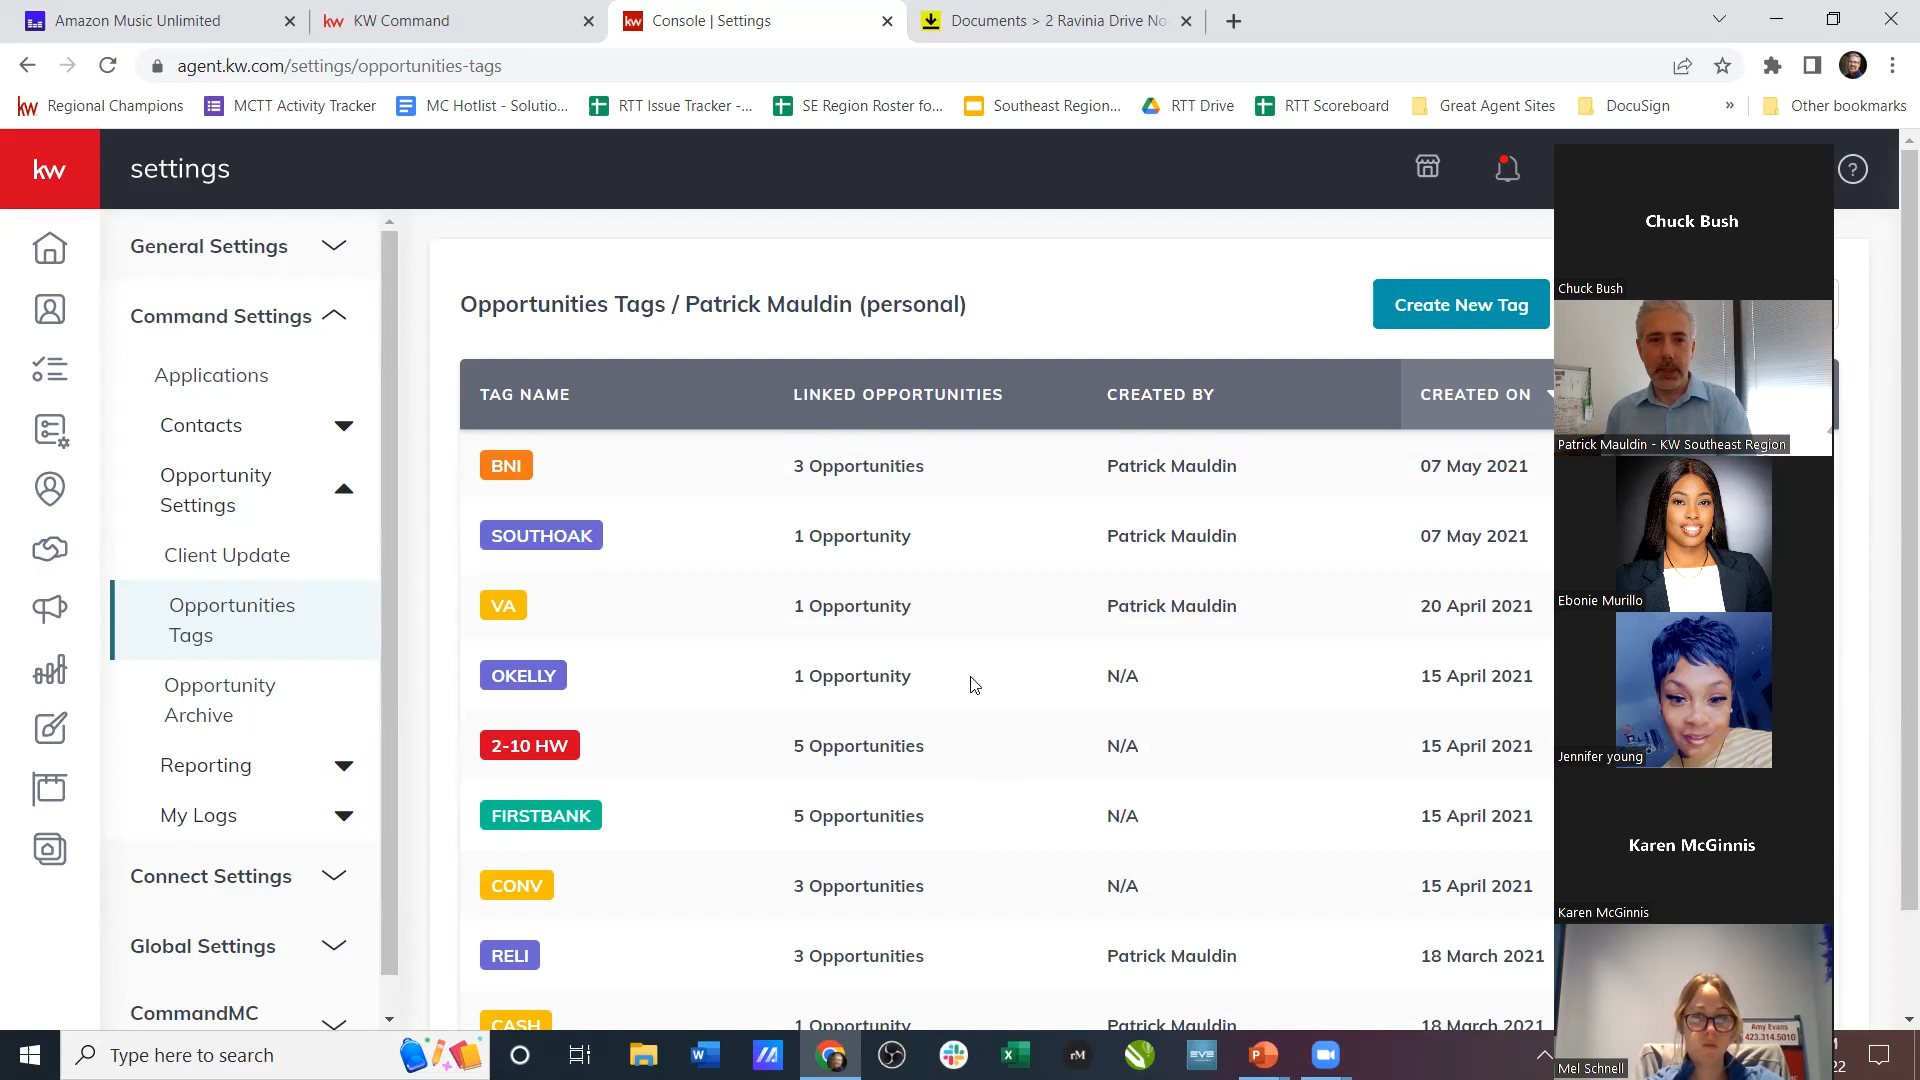 Amazon Music Unlimited
KW Command
Console | Settings
Documents > 2 Ravinia Drive No
agent.kw.com/settings/opportunities-tags
Regional Champions
MCTT Activity Tracker
MC Hotlist - Solutio...
RTT Issue Tracker -...
SE Region Roster fo...
Southeast Region...
RTT Drive
RTT Scoreboard
Great Agent Sites
DocuSign
»
Other bookmarks
kw
settings
General Settings
Command Settings
Applications
Contacts
Opportunity
Settings
Client Update
Opportunities
Tags
Opportunity
Archive
Reporting
My Logs
Connect Settings
Global Settings
CommandMC
Opportunities Tags / Patrick Mauldin (personal)
Create New Tag
TAG NAME LINKED OPPORTUNITIES CREATED BY CREATED ON
BNI 3 Opportunities Patrick Mauldin 07 May 2021
SOUTHOAK 1 Opportunity Patrick Mauldin 07 May 2021
VA 1 Opportunity Patrick Mauldin 20 April 2021
OKELLY 1 Opportunity N/A 15 April 2021
2-10 HW 5 Opportunities N/A 15 April 2021
FIRSTBANK 5 Opportunities N/A 15 April 2021
CONV 3 Opportunities N/A 15 April 2021
RELI 3 Opportunities Patrick Mauldin 18 March 2021
CASH 1 Opportunity Patrick Mauldin 18 March 2021
Chuck Bush
Chuck Bush
Patrick Mauldin - KW Southeast Region
Ebonie Murillo
Jennifer young
Karen McGinnis
Karen McGinnis
Amy Evans
423.314.5010
Mel Schnell
Type here to search
rM
EVE